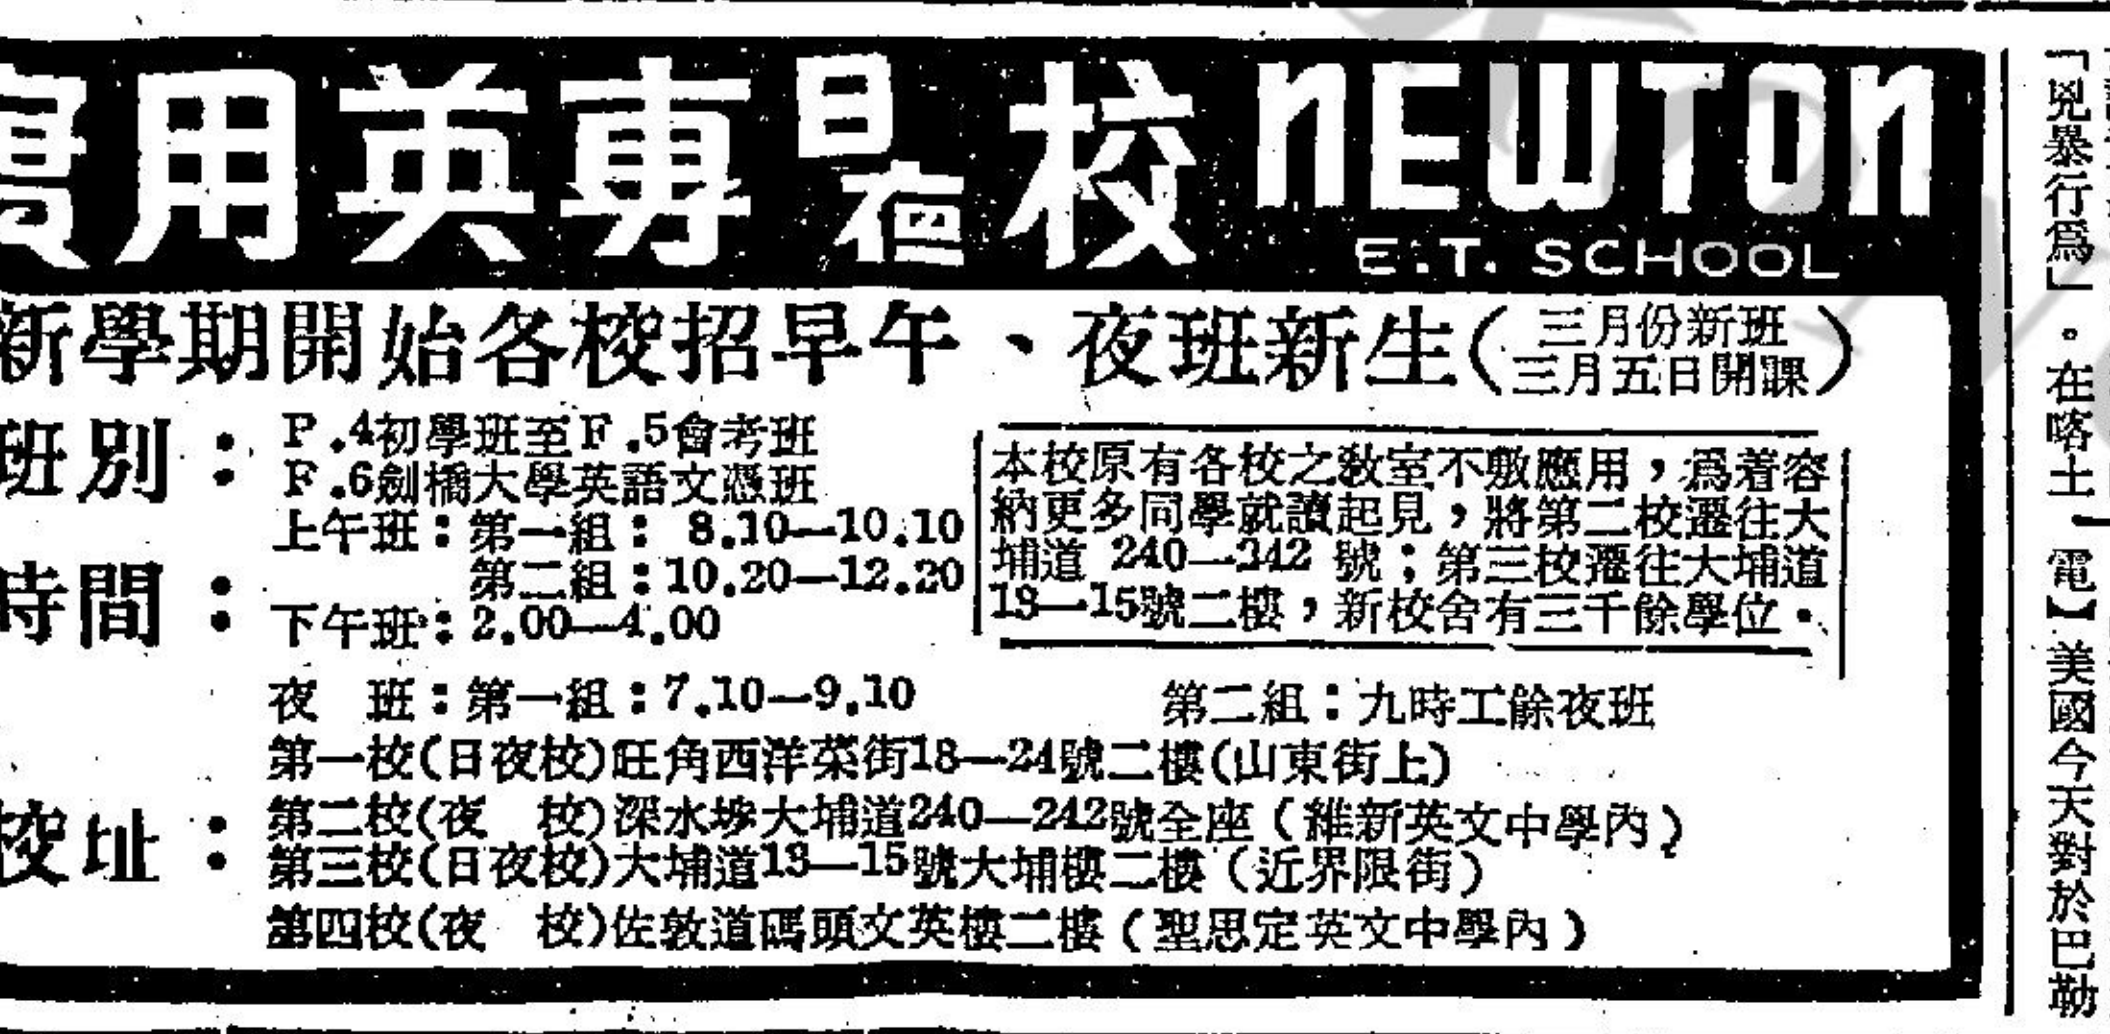 實用英專日夜校 NEWTON
E.T. SCHOOL
新學期開始各校招早午、夜班新生(三月份新班
三月五日開課)
班別：P.4初學班至F.5會考班
F.6劍橋大學英語文憑班
時間：上午班：第一組： 8.10—10.10
第二組：10.20—12.20
下午班：2.00—4.00
夜 班：第一組：7.10—9.10 第二組：九時工餘夜班
本校原有各校之敎室不敷應用，爲着容
納更多同學就讀起見，將第二校遷往大
埔道 240—242 號；第三校遷往大埔道
13—15號二樓，新校舍有三千餘學位。
校址：第一校(日夜校)旺角西洋菜街18—24號二樓(山東街上)
第二校(夜 校)深水埗大埔道240—242號全座(維新英文中學內)
第三校(日夜校)大埔道13—15號大埔樓二樓(近界限街)
第四校(夜 校)佐敦道碼頭文英樓二樓(聖思定英文中學內)
「兇暴行爲」。在喀土
電】美國今天對於巴勒